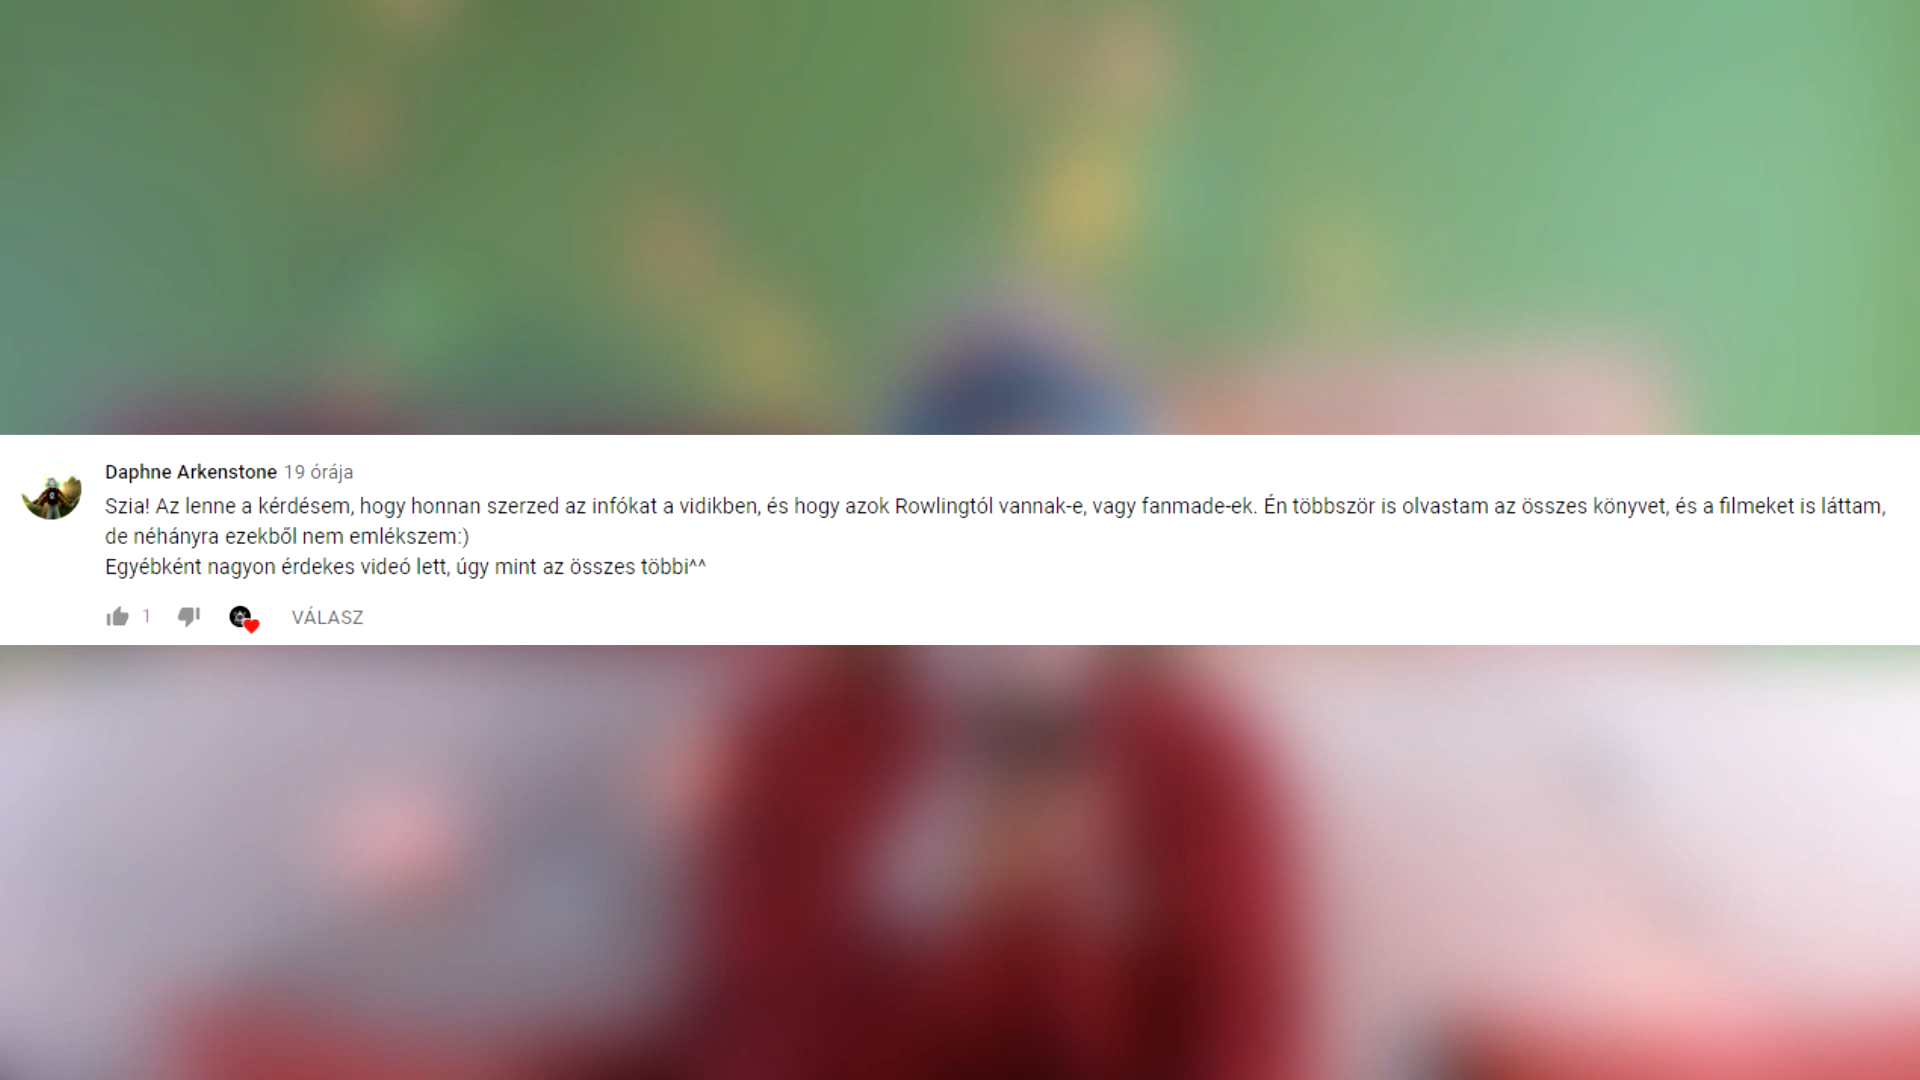 Daphne Arkenstone 19 órája
Szia! Az lenne a kérdésem, hogy honnan szerzed az infókat a vidikben, és hogy azok Rowlingtól vannak-e, vagy fanmade-ek. Én többször is olvastam az összes könyvet, és a filmeket is láttam,
de néhányra ezekből nem emlékszem:)
Egyébként nagyon érdekes videó lett, úgy mint az összes többi^^
1 VÁLASZ